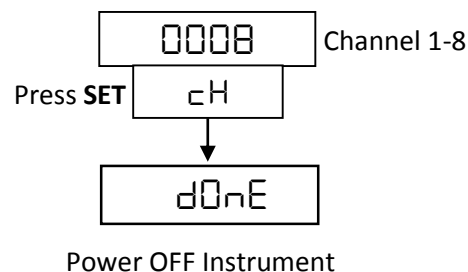 0008 Channel 1-8
Press SET cH
dOnE
Power OFF Instrument